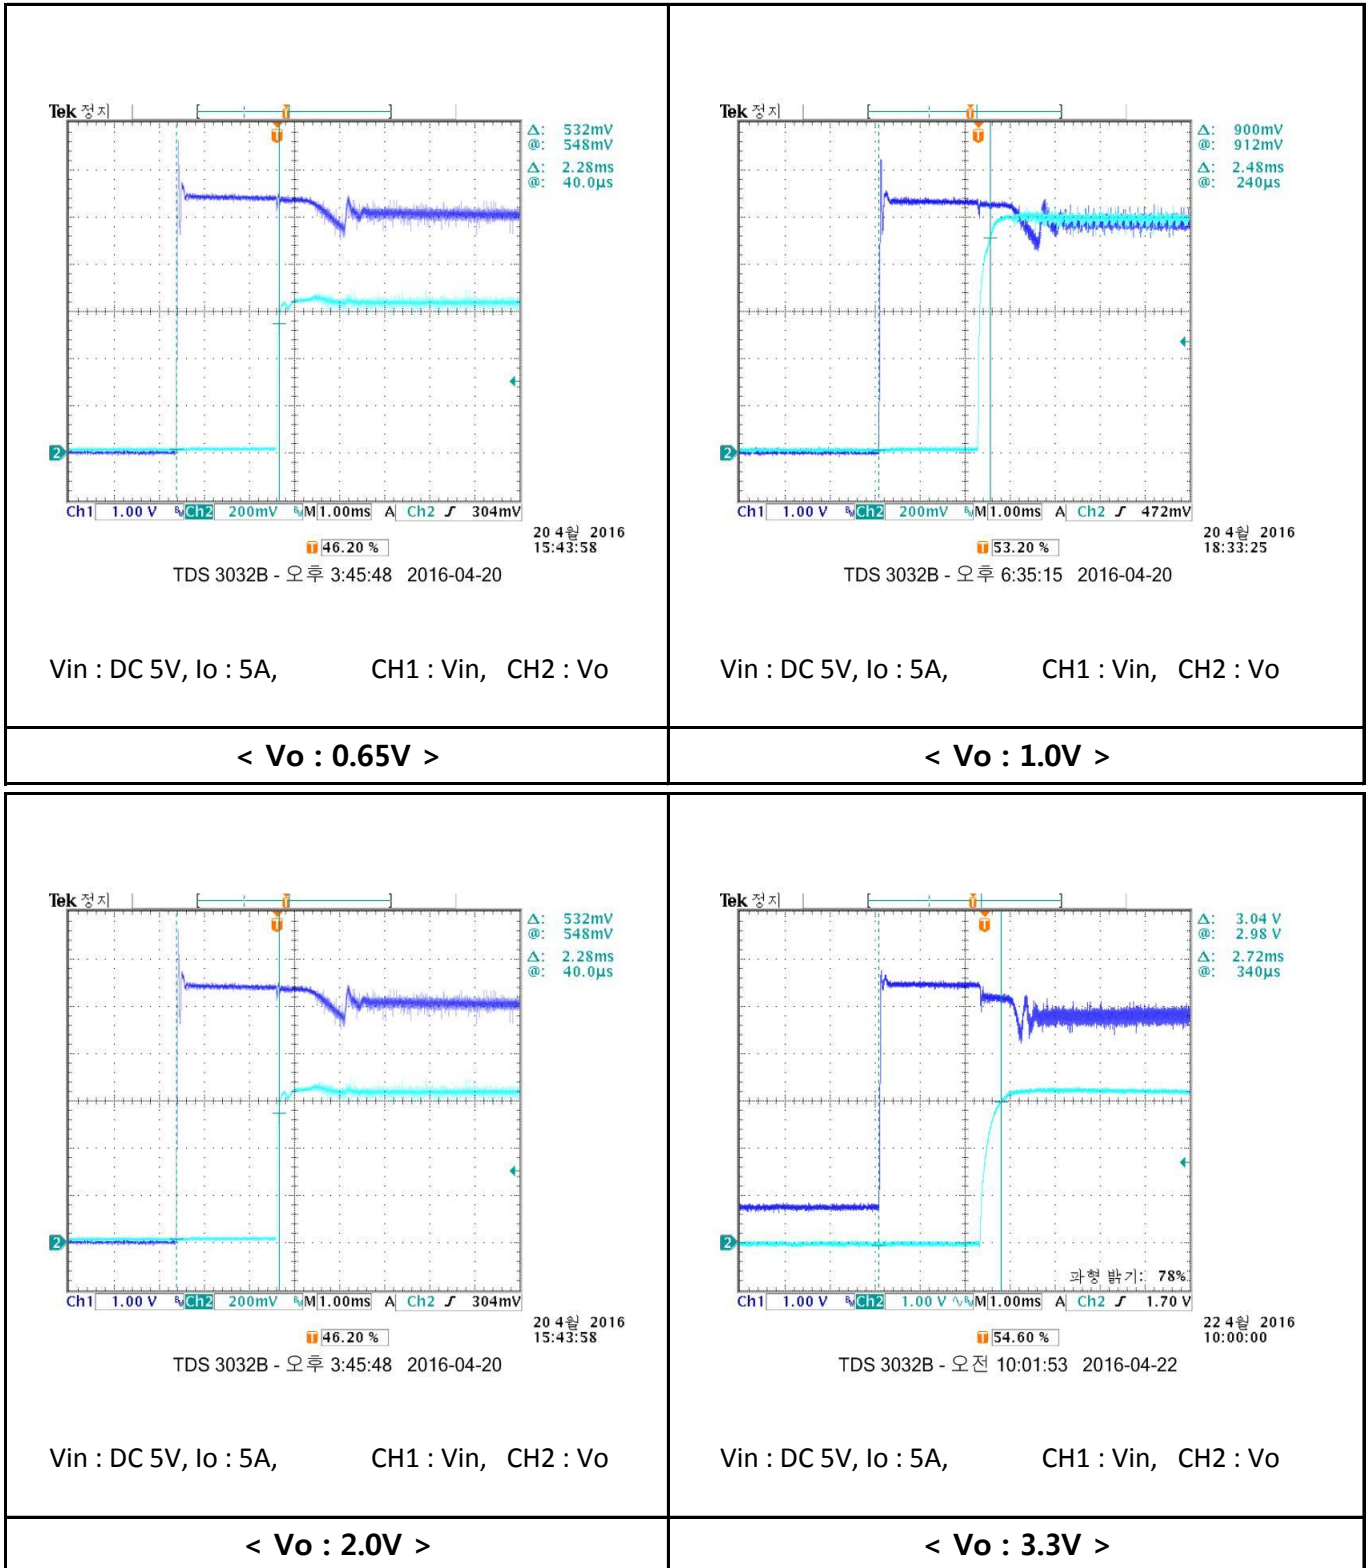 Tek 정지
Δ: 532mV
@: 548mV
Δ: 2.28ms
@: 40.0µs
2
Ch1 1.00 V Ch2 200mV M 1.00ms A Ch2 304mV
20 4월 2016
15:43:58
46.20 %
TDS 3032B - 오후 3:45:48 2016-04-20
Vin : DC 5V, Io : 5A, CH1 : Vin, CH2 : Vo
< Vo : 0.65V >
Tek 정지
Δ: 900mV
@: 912mV
Δ: 2.48ms
@: 240µs
2
Ch1 1.00 V Ch2 200mV M 1.00ms A Ch2 472mV
20 4월 2016
18:33:25
53.20 %
TDS 3032B - 오후 6:35:15 2016-04-20
Vin : DC 5V, Io : 5A, CH1 : Vin, CH2 : Vo
< Vo : 1.0V >
Tek 정지
Δ: 532mV
@: 548mV
Δ: 2.28ms
@: 40.0µs
2
Ch1 1.00 V Ch2 200mV M 1.00ms A Ch2 304mV
20 4월 2016
15:43:58
46.20 %
TDS 3032B - 오후 3:45:48 2016-04-20
Vin : DC 5V, Io : 5A, CH1 : Vin, CH2 : Vo
< Vo : 2.0V >
Tek 정지
Δ: 3.04 V
@: 2.98 V
Δ: 2.72ms
@: 340µs
2
파형 밝기: 78%
Ch1 1.00 V Ch2 1.00 V M 1.00ms A Ch2 1.70 V
22 4월 2016
10:00:00
54.60 %
TDS 3032B - 오전 10:01:53 2016-04-22
Vin : DC 5V, Io : 5A, CH1 : Vin, CH2 : Vo
< Vo : 3.3V >